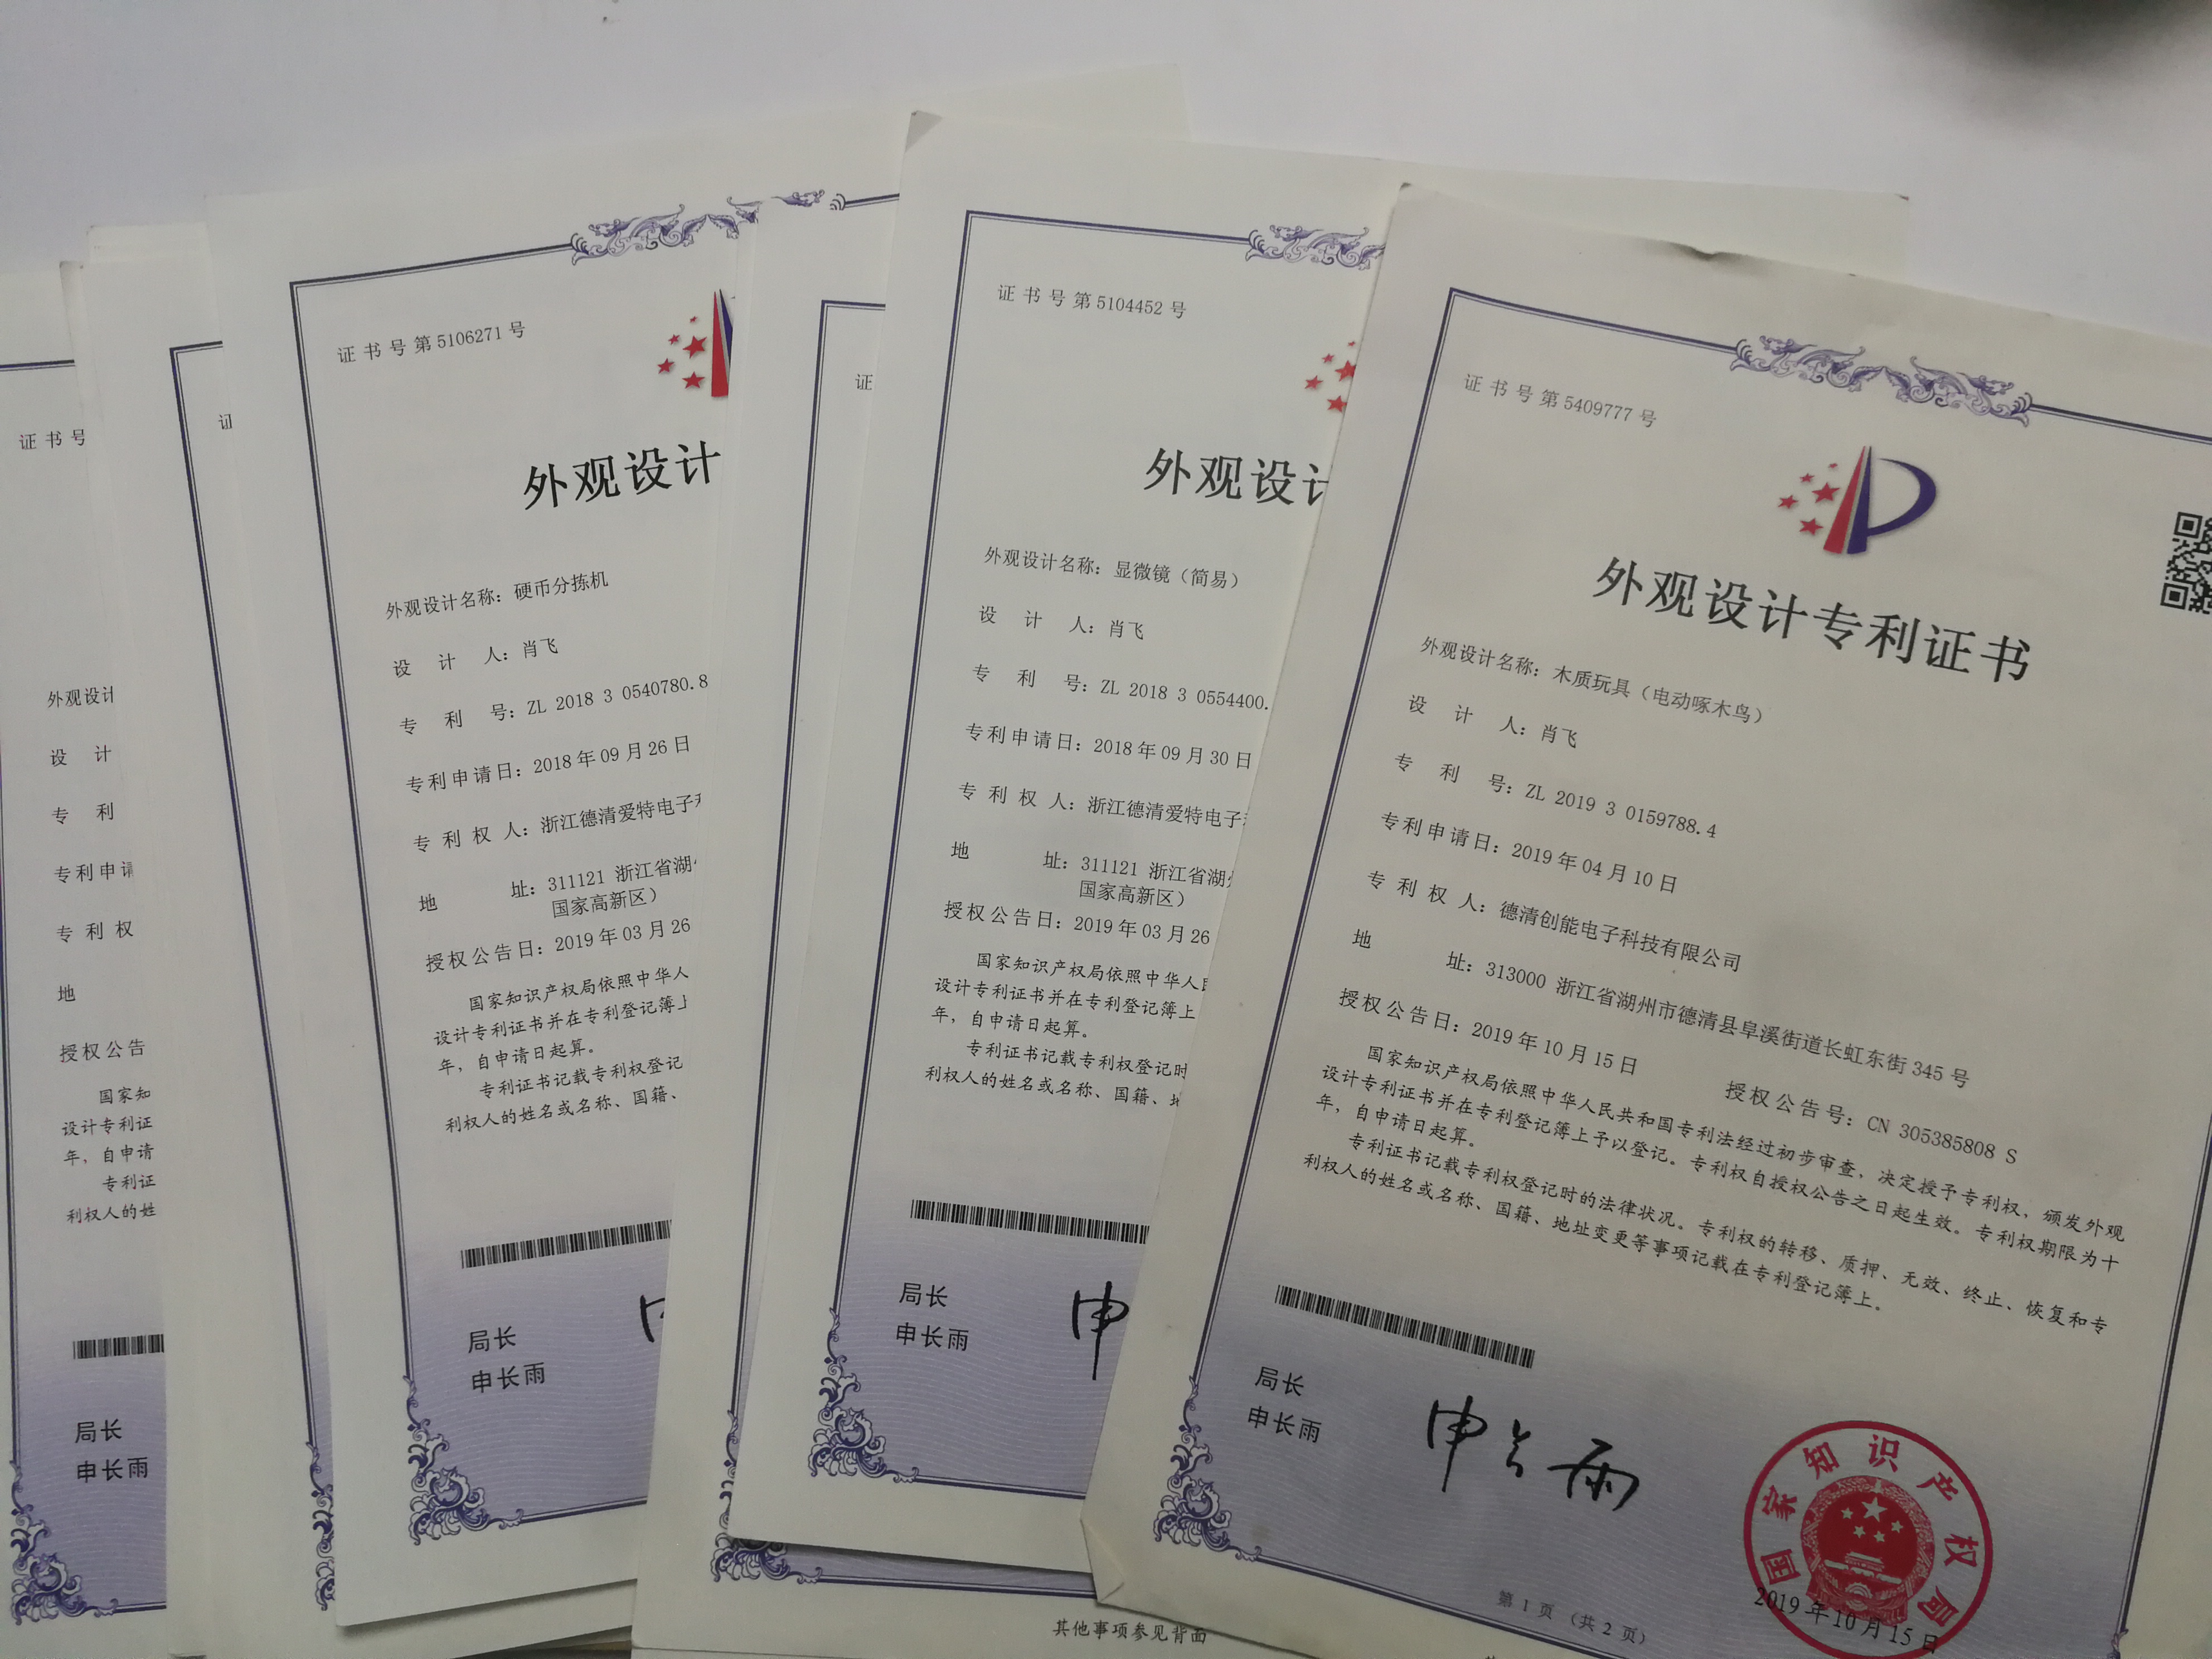 证书号
外观设计
设 计
专 利
专利申
专 利 权
地
授权公告
国家知
设计专利证
年，自申请
专利证
利权人的姓
局长
申长雨
证
证书号第5106271号
外观设计
外观设计名称：硬币分拣机
设 计 人：肖飞
专 利 号：ZL 2018 3 0540780.8
专利申请日：2018年09月26日
专 利 权 人：浙江德清爱特电子
地 址：311121 浙江省湖
国家高新区）
授权公告日：2019年03月26
国家知识产权局依照中华人
设计专利证书并在专利登记簿上
年，自申请日起算。
专利证书记载专利权登记
利权人的姓名或名称、国籍、
局长
申长雨
证
证书号第5104452号
外观设计
外观设计名称：显微镜（简易）
设 计 人：肖飞
专 利 号：ZL 2018 3 0554400.
专利申请日：2018年09月30日
专 利 权 人：浙江德清爱特电子
地 址：311121 浙江省湖
国家高新区）
授权公告日：2019年03月26
国家知识产权局依照中华人民
设计专利证书并在专利登记簿上
年，自申请日起算。
专利证书记载专利权登记时
利权人的姓名或名称、国籍、地
局长
申长雨
申
其他事项参见背面
证书号第5409777号
外观设计专利证书
外观设计名称：木质玩具（电动啄木鸟）
设 计 人：肖飞
专 利 号：ZL 2019 3 0159788.4
专利申请日：2019年04月10日
专 利 权 人：德清创能电子科技有限公司
地 址：313000 浙江省湖州市德清县阜溪街道长虹东街345号
授权公告日：2019年10月15日 授权公告号：CN 305385808 S
国家知识产权局依照中华人民共和国专利法经过初步审查，决定授予专利权，颁发外观
设计专利证书并在专利登记簿上予以登记。专利权自授权公告之日起生效。专利权期限为十
年，自申请日起算。
专利证书记载专利权登记时的法律状况。专利权的转移、质押、无效、终止、恢复和专
利权人的姓名或名称、国籍、地址变更等事项记载在专利登记簿上。
局长
申长雨
申长雨
国家知识产权局
2019年10月15日
第 1 页 （共 2 页）